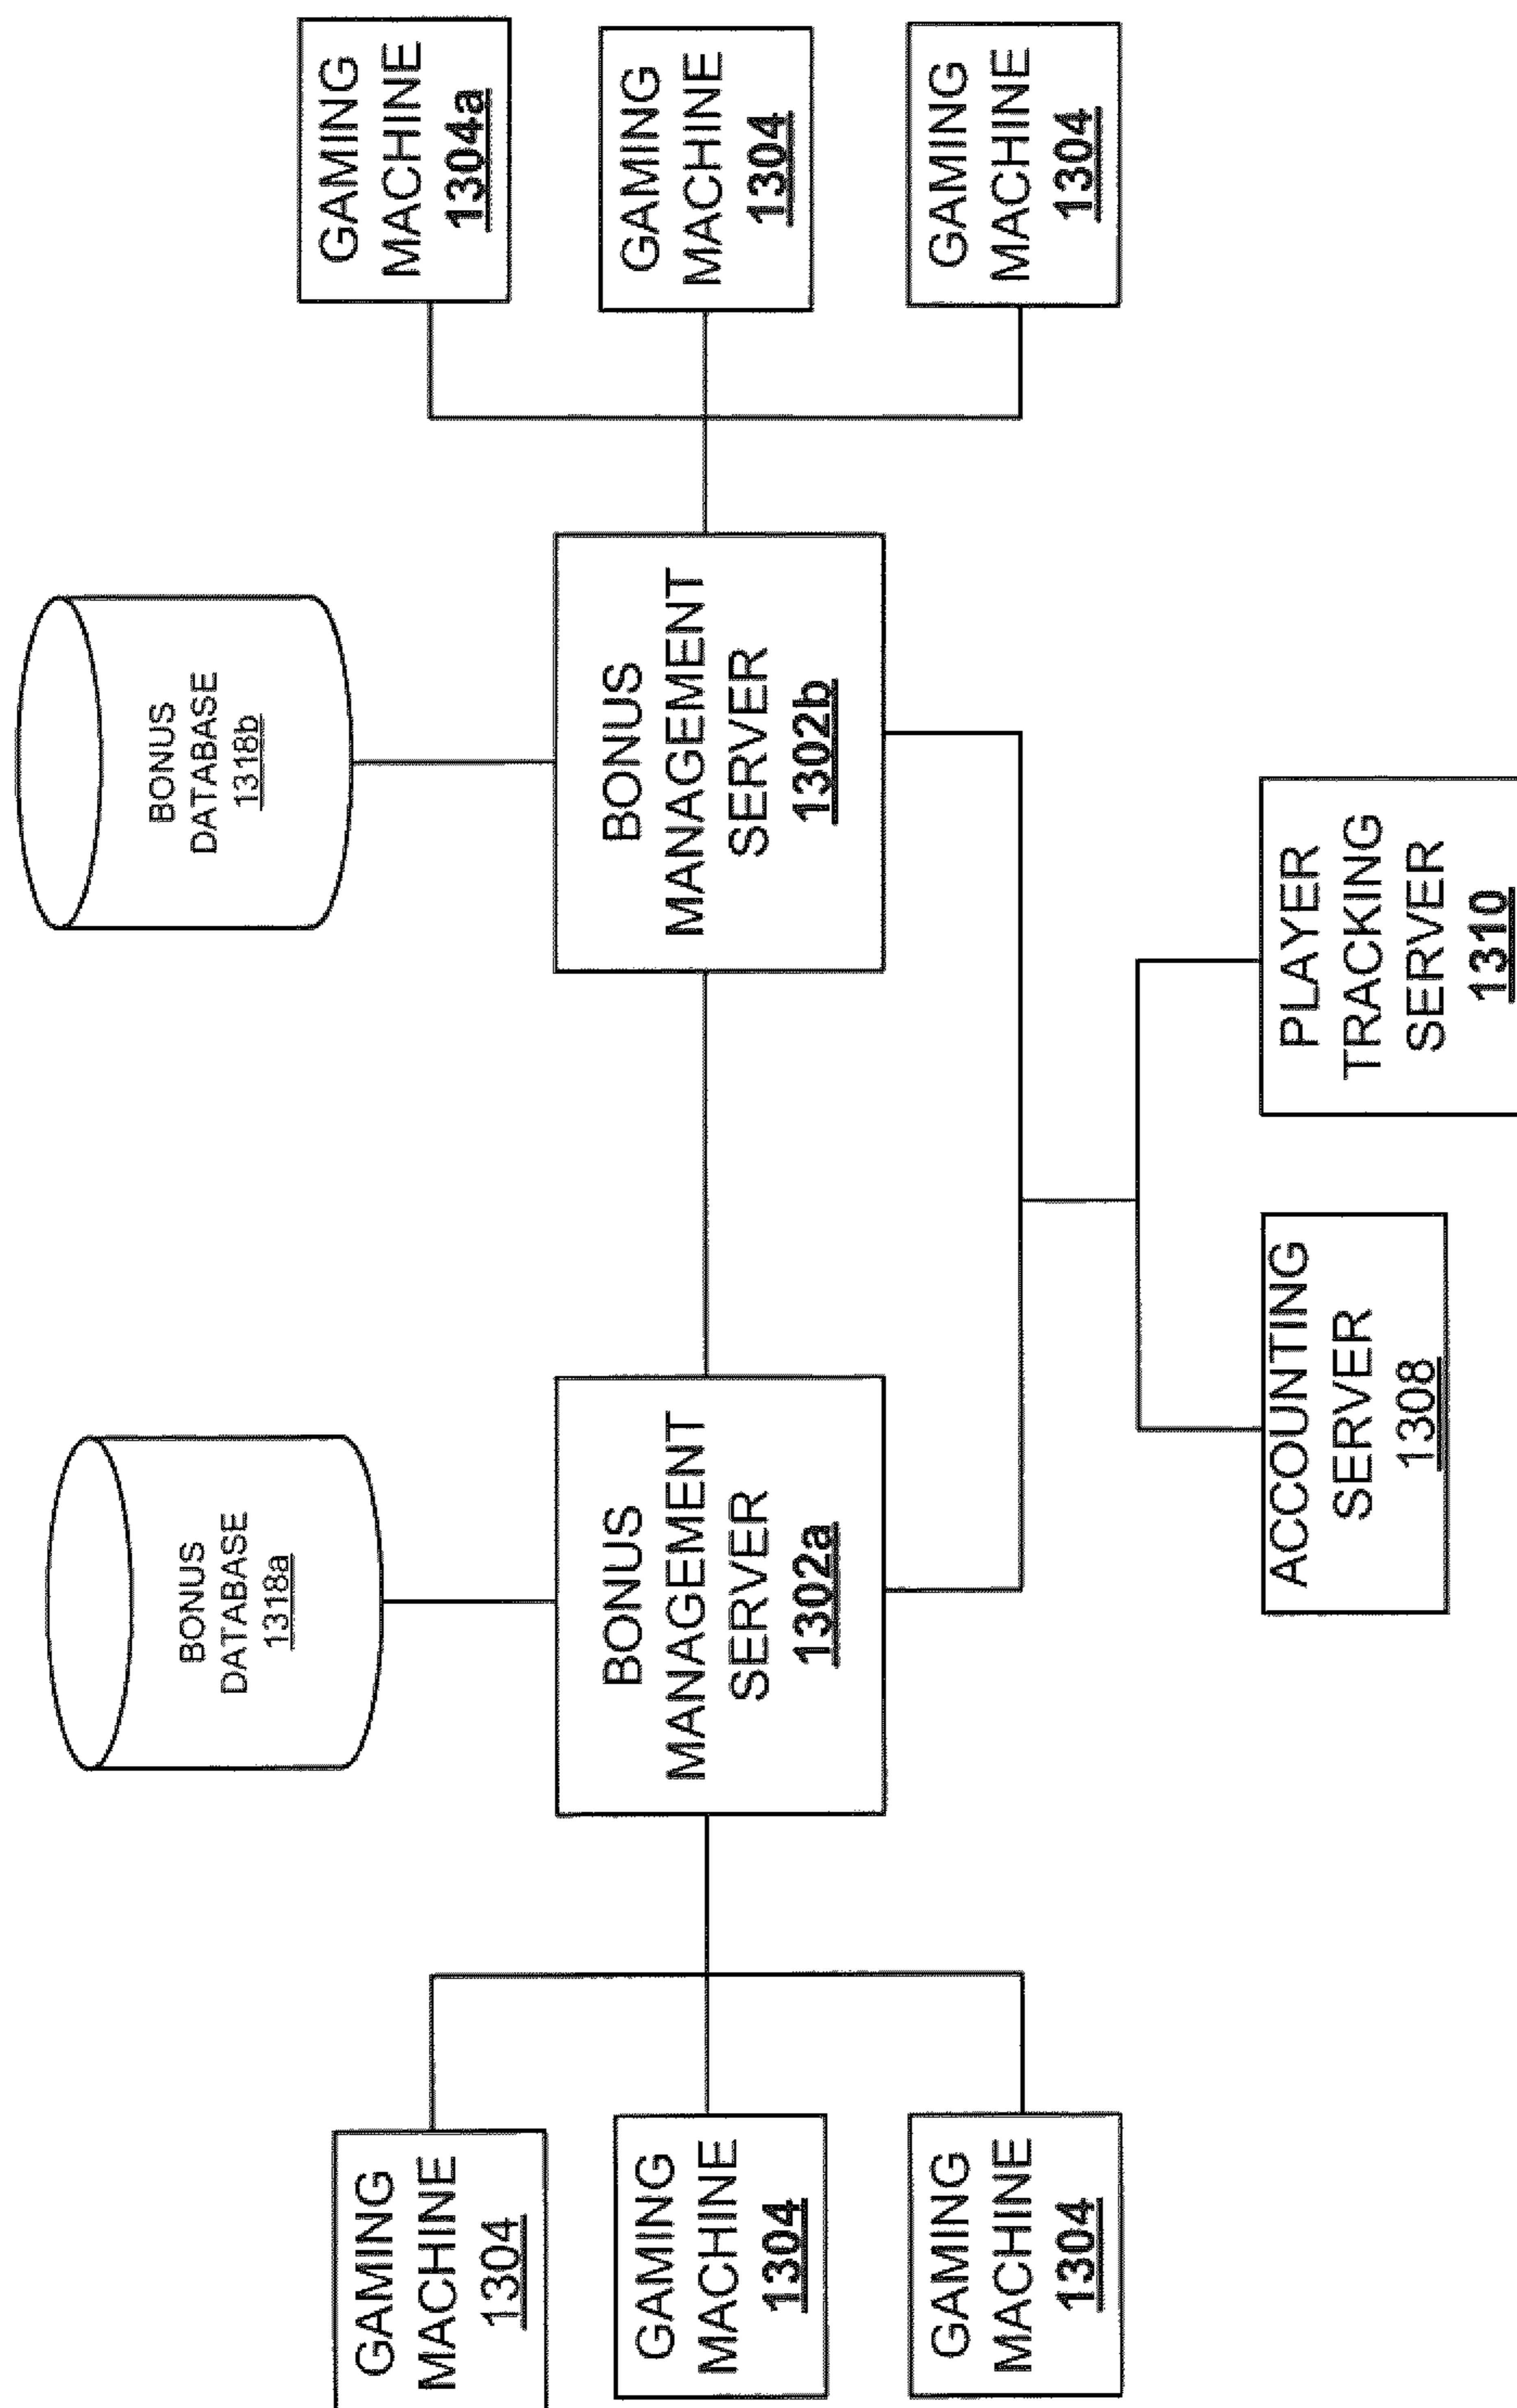 BONUS
DATABASE
1318a
BONUS
DATABASE
1318b
GAMING
MACHINE
1304
GAMING
MACHINE
1304a
BONUS
MANAGEMENT
SERVER
1302a
BONUS
MANAGEMENT
SERVER
1302b
GAMING
MACHINE
1304
GAMING
MACHINE
1304
GAMING
MACHINE
1304
GAMING
MACHINE
1304
ACCOUNTING
SERVER
1308
PLAYER
TRACKING
SERVER
1310